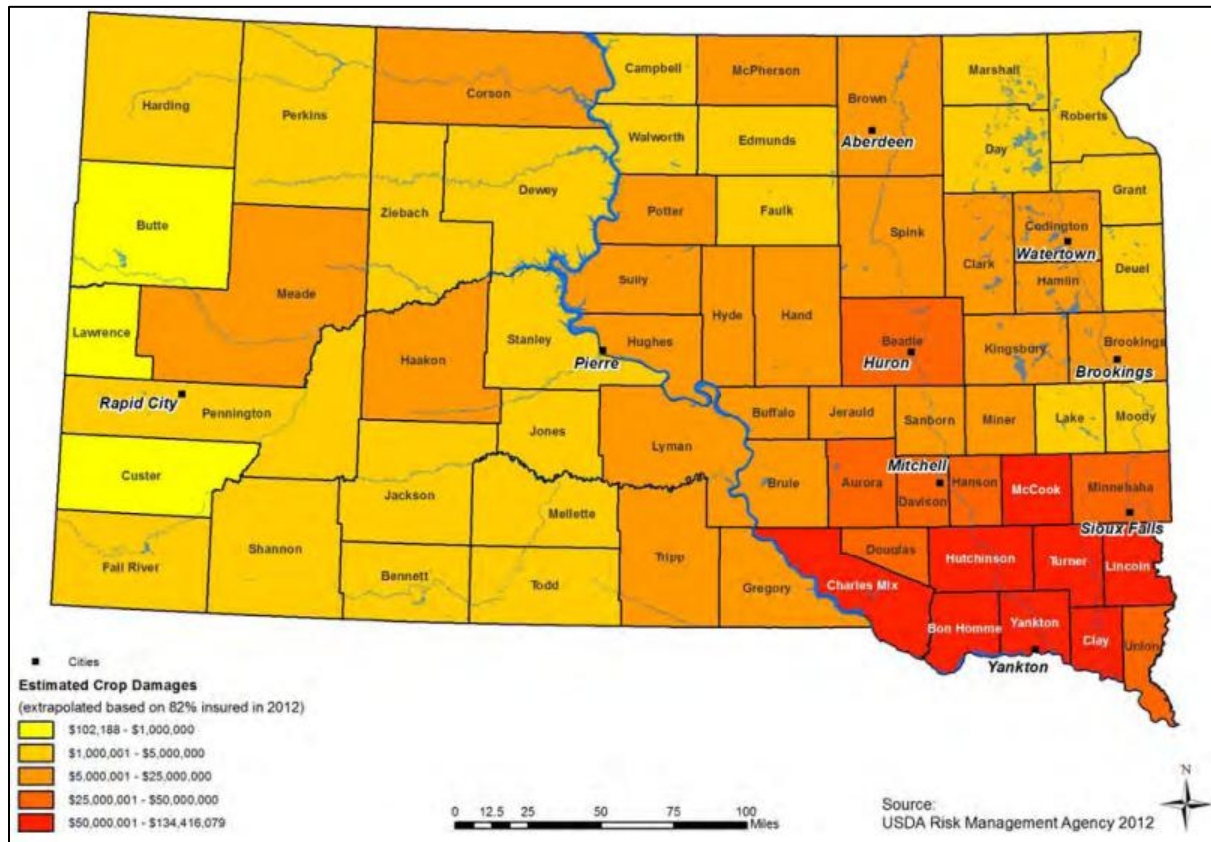 Harding
Perkins
Corson
Campbell
McPherson
Brown
Marshall
Roberts
Walworth
Edmunds
Aberdeen
Day
Butte
Ziebach
Dewey
Potter
Faulk
Spink
Grant
Codington
Watertown
Clark
Hamlin
Deuel
Meade
Sully
Hyde
Hand
Lawrence
Haakon
Stanley
Hughes
Pierre
Beadle
Huron
Kingsbury
Brookings
Brookings
Rapid City
Pennington
Jones
Lyman
Buffalo
Jerauld
Sanborn
Miner
Lake
Moody
Custer
Jackson
Mellette
Brule
Aurora
Mitchell
Davison
Hanson
McCook
Minnehaha
Sioux Falls
Fall River
Shannon
Bennett
Todd
Tripp
Gregory
Charles Mix
Douglas
Hutchinson
Turner
Lincoln
Bon Homme
Yankton
Clay
Union
Yankton
Cities
Estimated Crop Damages
(extrapolated based on 82% insured in 2012)
$102,188 - $1,000,000
$1,000,001 - $5,000,000
$5,000,001 - $25,000,000
$25,000,001 - $50,000,000
$50,000,001 - $134,416,079
0 12.5 25 50 75 100
Miles
Source:
USDA Risk Management Agency 2012
N